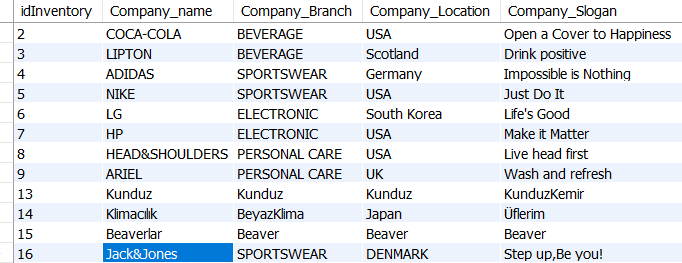 idInventory Company_name Company_Branch Company_Location Company_Slogan
2 COCA-COLA BEVERAGE USA Open a Cover to Happiness
3 LIPTON BEVERAGE Scotland Drink positive
4 ADIDAS SPORTSWEAR Germany Impossible is Nothing
5 NIKE SPORTSWEAR USA Just Do It
6 LG ELECTRONIC South Korea Life's Good
7 HP ELECTRONIC USA Make it Matter
8 HEAD&SHOULDERS PERSONAL CARE USA Live head first
9 ARIEL PERSONAL CARE UK Wash and refresh
13 Kunduz Kunduz Kunduz KunduzKemir
14 Klimacılık BeyazKlima Japan Üflerim
15 Beaverlar Beaver Beaver Beaver
16 Jack&Jones SPORTSWEAR DENMARK Step up,Be you!